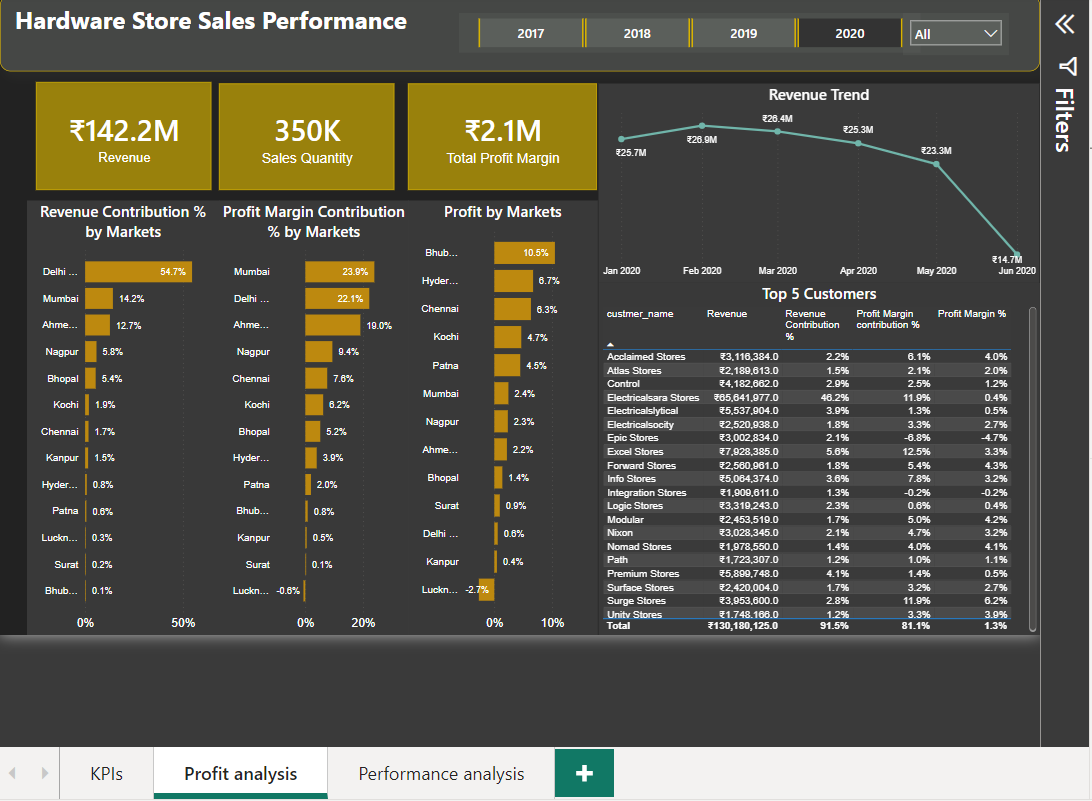 Hardware Store Sales Performance
2017 2018 2019 2020 All
Filters
₹142.2M
Revenue
350K
Sales Quantity
₹2.1M
Total Profit Margin
Revenue Trend
₹25.7M
₹26.9M
₹26.4M
₹25.3M
₹23.3M
₹14.7M
Jan 2020 Feb 2020 Mar 2020 Apr 2020 May 2020 Jun 2020
Revenue Contribution %
by Markets
Delhi ... 54.7%
Mumbai 14.2%
Ahme... 12.7%
Nagpur 5.8%
Bhopal 5.4%
Kochi 1.9%
Chennai 1.7%
Kanpur 1.5%
Hyder... 0.8%
Patna 0.6%
Luckn... 0.3%
Surat 0.2%
Bhub... 0.1%
0% 50%
Profit Margin Contribution
% by Markets
Mumbai 23.9%
Delhi ... 22.1%
Ahme... 19.0%
Nagpur 9.4%
Chennai 7.6%
Kochi 6.2%
Bhopal 5.2%
Hyder... 3.9%
Patna 2.0%
Bhub... 0.8%
Kanpur 0.5%
Surat 0.1%
Luckn... -0.6%
0% 20%
Profit by Markets
Bhub... 10.5%
Hyder... 6.7%
Chennai 6.3%
Kochi 4.7%
Patna 4.5%
Mumbai 2.4%
Nagpur 2.3%
Ahme... 2.2%
Bhopal 1.4%
Surat 0.9%
Delhi ... 0.6%
Kanpur 0.4%
Luckn... -2.7%
0% 10%
Top 5 Customers
custmer_name Revenue Revenue Contribution % Profit Margin contribution % Profit Margin %
Acclaimed Stores ₹3,116,384.0 2.2% 6.1% 4.0%
Atlas Stores ₹2,189,613.0 1.5% 2.1% 2.0%
Control ₹4,182,662.0 2.9% 2.5% 1.2%
Electricalsara Stores ₹65,641,977.0 46.2% 11.9% 0.4%
Electricalslytical ₹5,537,904.0 3.9% 1.3% 0.5%
Electricalsocity ₹2,520,938.0 1.8% 3.3% 2.7%
Epic Stores ₹3,002,834.0 2.1% -6.8% -4.7%
Excel Stores ₹7,928,385.0 5.6% 12.5% 3.3%
Forward Stores ₹2,560,961.0 1.8% 5.4% 4.3%
Info Stores ₹5,064,374.0 3.6% 7.8% 3.2%
Integration Stores ₹1,909,611.0 1.3% -0.2% -0.2%
Logic Stores ₹3,319,243.0 2.3% 0.6% 0.4%
Modular ₹2,453,519.0 1.7% 5.0% 4.2%
Nixon ₹3,028,345.0 2.1% 4.7% 3.2%
Nomad Stores ₹1,978,550.0 1.4% 4.0% 4.1%
Path ₹1,723,307.0 1.2% 1.0% 1.1%
Premium Stores ₹5,899,748.0 4.1% 1.4% 0.5%
Surface Stores ₹2,420,004.0 1.7% 3.2% 2.7%
Surge Stores ₹3,953,600.0 2.8% 11.9% 6.2%
Unity Stores ₹1,748,166.0 1.2% 3.3% 3.9%
Total ₹130,180,125.0 91.5% 81.1% 1.3%
KPIs Profit analysis Performance analysis